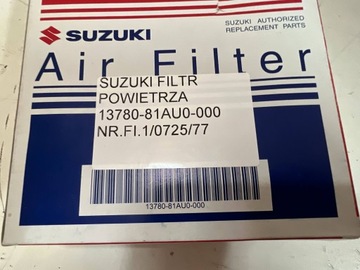 SUZUKI
SUZUKI AUTHORIZED
REPLACEMENT PARTS
Air Filter
SUZUKI FILTR
POWIETRZA
13780-81AU0-000
NR.FI.1/0725/77
13780-81AU0-000